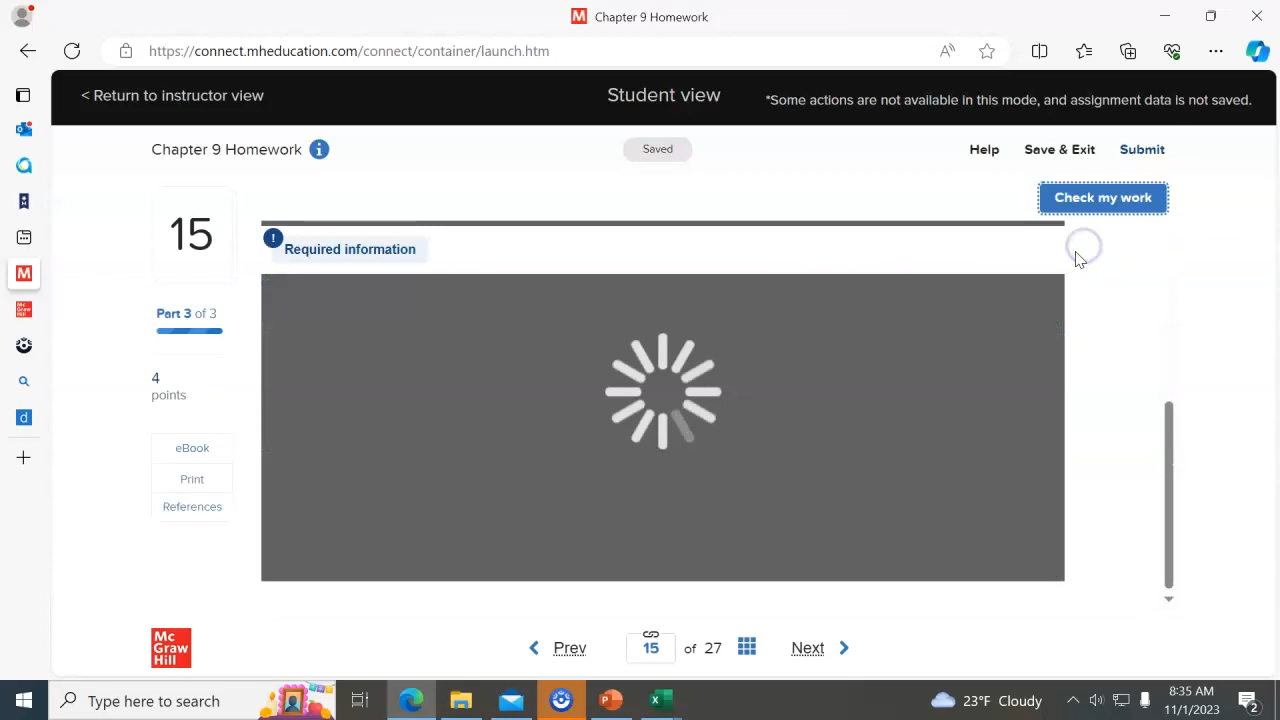 M Chapter 9 Homework
https://connect.mheducation.com/connect/container/launch.htm
< Return to instructor view
Student view
*Some actions are not available in this mode, and assignment data is not saved.
Chapter 9 Homework i
Saved
Help
Save & Exit
Submit
Check my work
15
! Required information
Part 3 of 3
4
points
eBook
Print
References
Mc
Graw
Hill
Prev
15 of 27
Next
Type here to search
23°F Cloudy
8:35 AM
11/1/2023
2